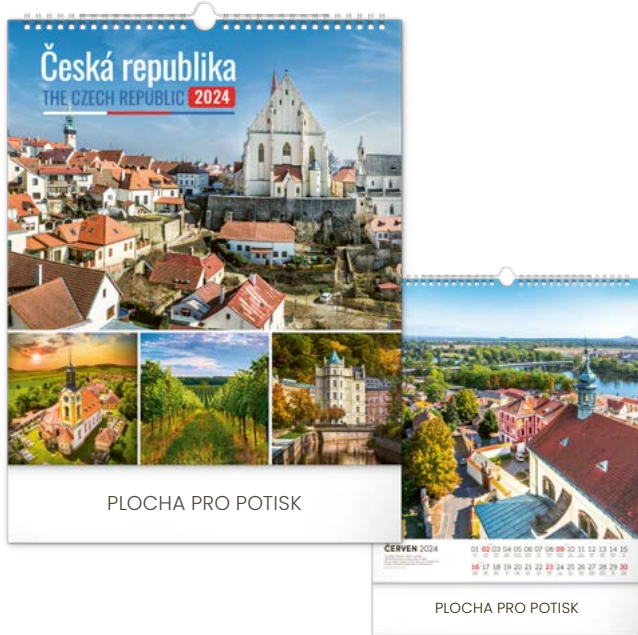 Česká republika
THE CZECH REPUBLIC 2024
PLOCHA PRO POTISK
ČERVEN 2024
01 02 03 04 05 06 07 08 09 10 11 12 13 14 15
16 17 18 19 20 21 22 23 24 25 26 27 28 29 30
PLOCHA PRO POTISK